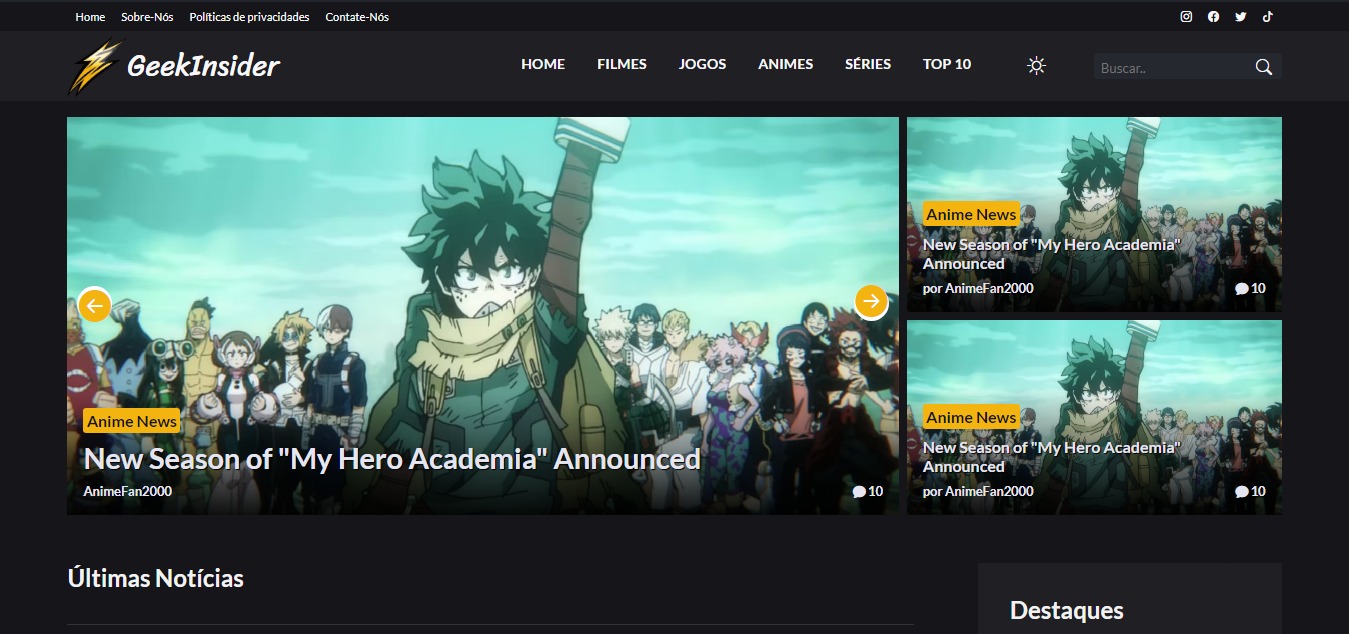 Home Sobre-Nós Políticas de privacidades Contate-Nós
GeekInsider HOME FILMES JOGOS ANIMES SÉRIES TOP 10 Buscar..
Anime News
New Season of "My Hero Academia" Announced
AnimeFan2000 10
Anime News
New Season of "My Hero Academia"
Announced
por AnimeFan2000 10
Anime News
New Season of "My Hero Academia"
Announced
por AnimeFan2000 10
Últimas Notícias
Destaques